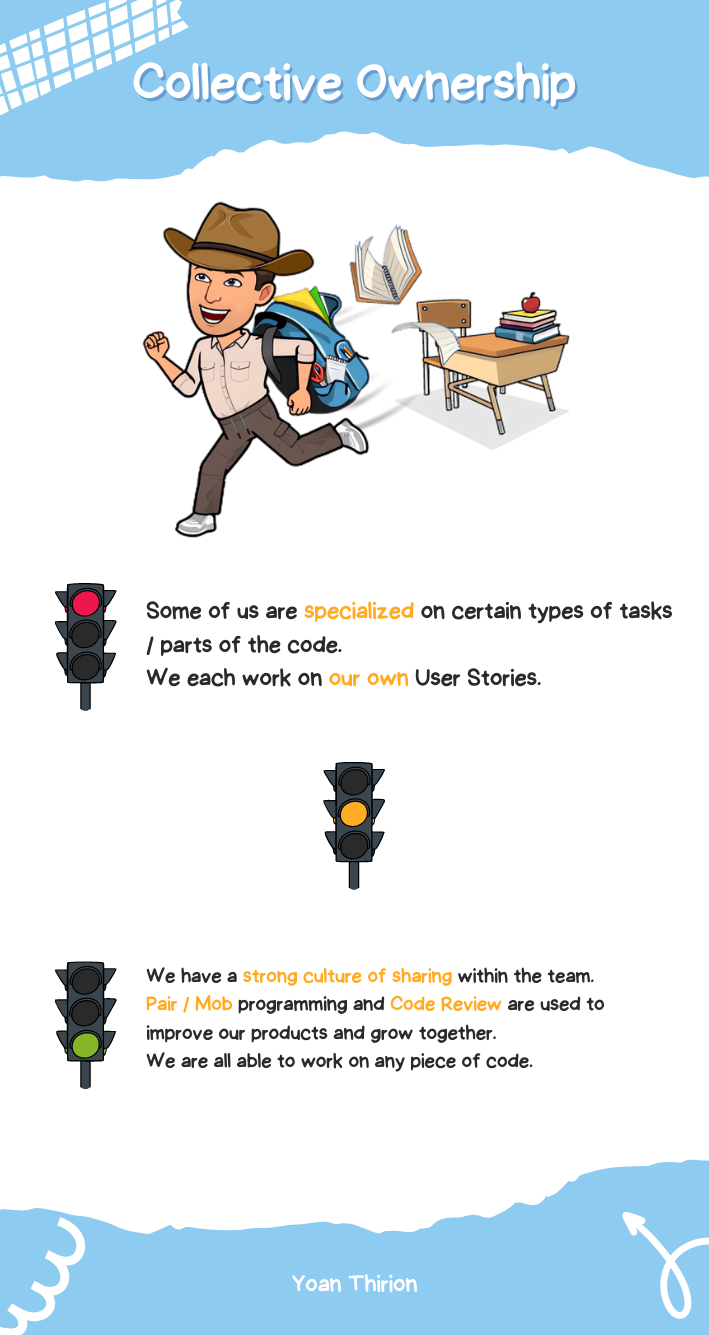 Collective Ownership
Some of us are specialized on certain types of tasks
/ parts of the code.
We each work on our own User Stories.
We have a strong culture of sharing within the team.
Pair / Mob programming and Code Review are used to
improve our products and grow together.
We are all able to work on any piece of code.
Yoan Thirion